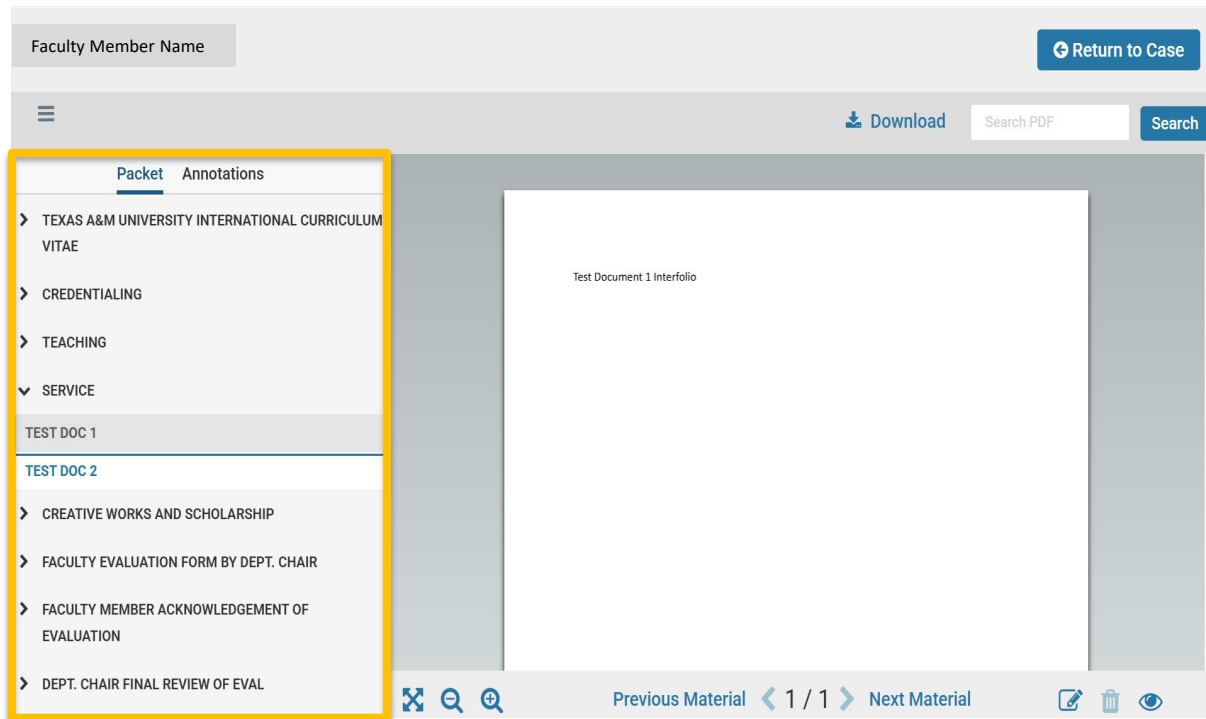 Faculty Member Name
Return to Case
Download
Search PDF
Search
Packet Annotations
TEXAS A&M UNIVERSITY INTERNATIONAL CURRICULUM
VITAE
CREDENTIALING
TEACHING
SERVICE
TEST DOC 1
TEST DOC 2
CREATIVE WORKS AND SCHOLARSHIP
FACULTY EVALUATION FORM BY DEPT. CHAIR
FACULTY MEMBER ACKNOWLEDGEMENT OF
EVALUATION
DEPT. CHAIR FINAL REVIEW OF EVAL
Test Document 1 Interfolio
Previous Material 1 / 1 Next Material